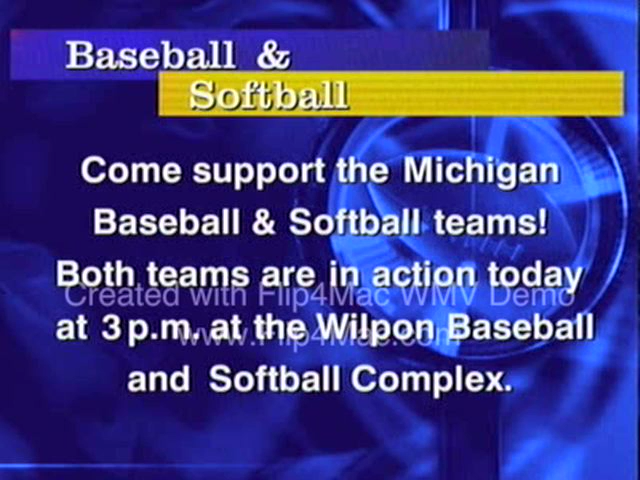 Baseball &
Softball
Come support the Michigan
Baseball & Softball teams!
Both teams are in action today
Created with Flip4Mac WMV Demo
at 3 p.m. at the Wilpon Baseball
www.Flip4Mac.com
and Softball Complex.